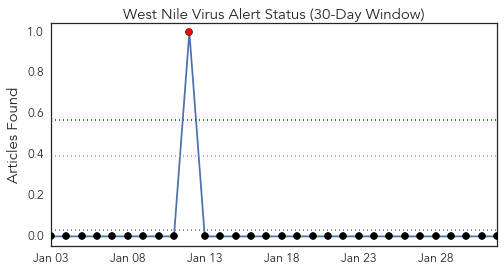 West Nile Virus Alert Status (30-Day Window)
Articles Found
1.0
0.8
0.6
0.4
0.2
0.0
Jan 03 Jan 08 Jan 13 Jan 18 Jan 23 Jan 28